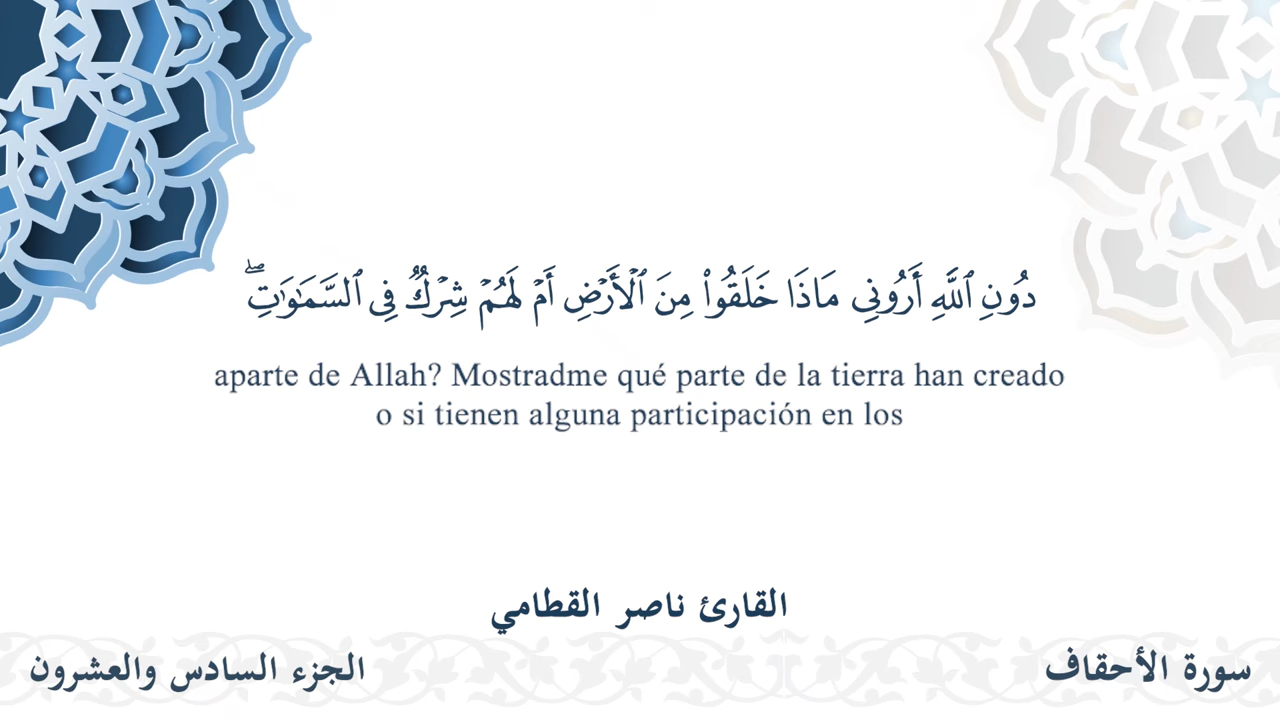 دُونِ ٱللَّهِ أَرُونِى مَاذَا خَلَقُوا۟ مِنَ ٱلْأَرْضِ أَمْ لَهُمْ شِرْكٌۭ فِى ٱلسَّمَـٰوَٰتِ ۖ
aparte de Allah? Mostradme qué parte de la tierra han creado
o si tienen alguna participación en los
القارئ ناصر القطامي
سورة الأحقاف
الجزء السادس والعشرون